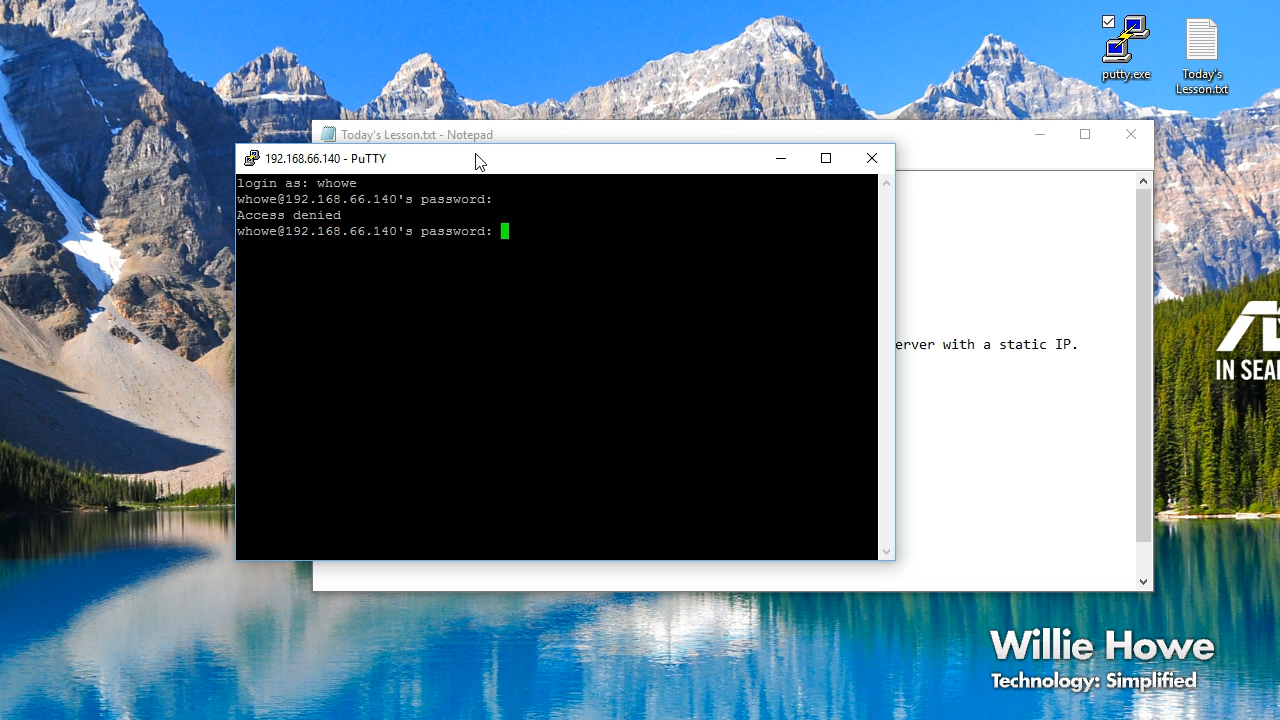 putty.exe
Today's
Lesson.txt
Today's Lesson.txt - Notepad
192.168.66.140 - PuTTY
login as: whowe
whowe@192.168.66.140's password:
Access denied
whowe@192.168.66.140's password:
erver with a static IP.
IN SEA
Willie Howe
Technology: Simplified